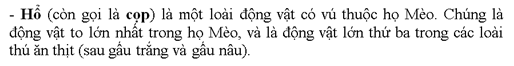 - Hổ (còn gọi là cọp) là một loài động vật có vú thuộc họ Mèo. Chúng là
động vật to lớn nhất trong họ Mèo, và là động vật lớn thứ ba trong các loài
thú ăn thịt (sau gấu trắng và gấu nâu).